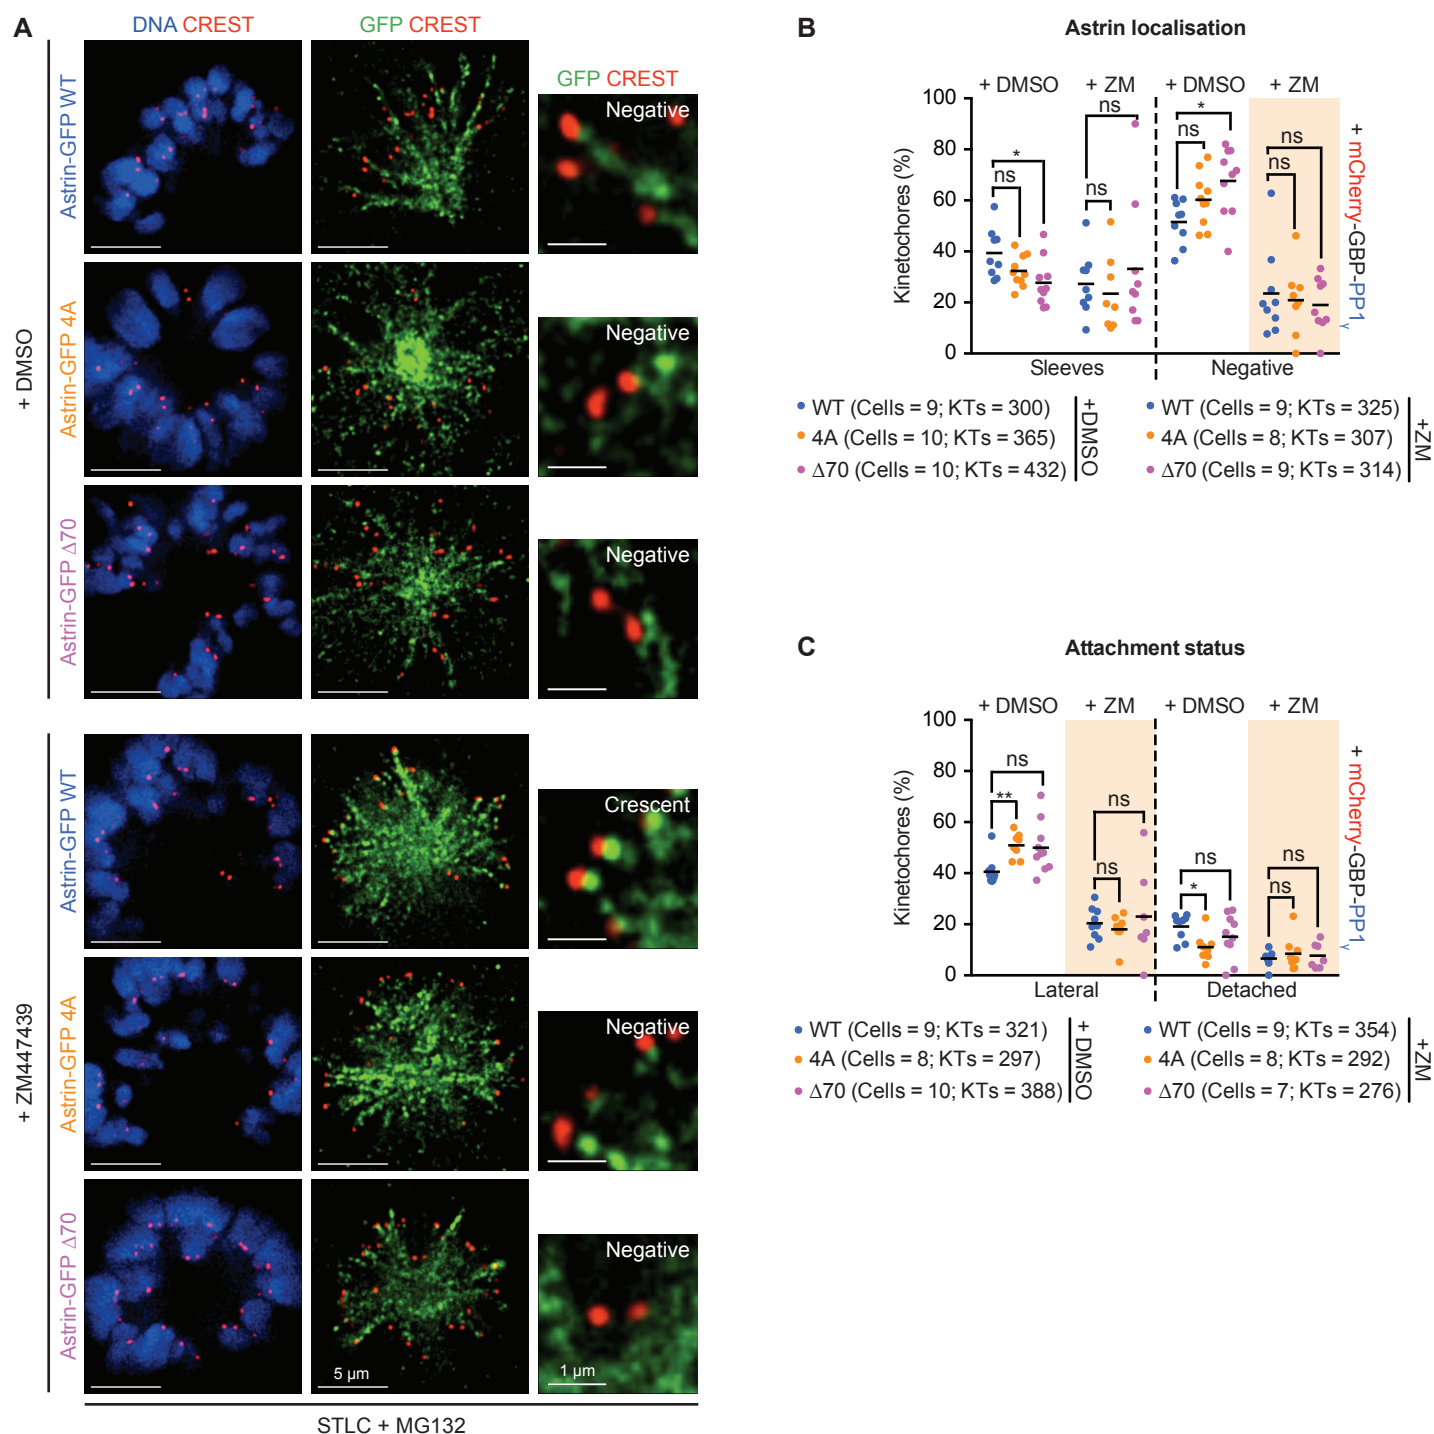 A
DNA CREST
GFP CREST
GFP CREST
+ DMSO
Astrin-GFP WT
Negative
Astrin-GFP 4A
Negative
Astrin-GFP Δ70
Negative
+ ZM447439
Astrin-GFP WT
Crescent
Astrin-GFP 4A
Negative
Astrin-GFP Δ70
Negative
5 µm
1 µm
STLC + MG132
B
Astrin localisation
+ DMSO
+ ZM
+ DMSO
+ ZM
Kinetochores (%)
100
80
60
40
20
0
ns
*
ns
ns
ns
*
ns
ns
Sleeves
Negative
+ mCherry-GBP-PP1
WT (Cells = 9; KTs = 300)
4A (Cells = 10; KTs = 365)
Δ70 (Cells = 10; KTs = 432)
+DMSO
WT (Cells = 9; KTs = 325)
4A (Cells = 8; KTs = 307)
Δ70 (Cells = 9; KTs = 314)
+ZM
C
Attachment status
+ DMSO
+ ZM
+ DMSO
+ ZM
Kinetochores (%)
100
80
60
40
20
0
ns
**
ns
ns
ns
*
ns
ns
Lateral
Detached
+ mCherry-GBP-PP1
WT (Cells = 9; KTs = 321)
4A (Cells = 8; KTs = 297)
Δ70 (Cells = 10; KTs = 388)
+ DMSO
WT (Cells = 9; KTs = 354)
4A (Cells = 8; KTs = 292)
Δ70 (Cells = 7; KTs = 276)
+ZM